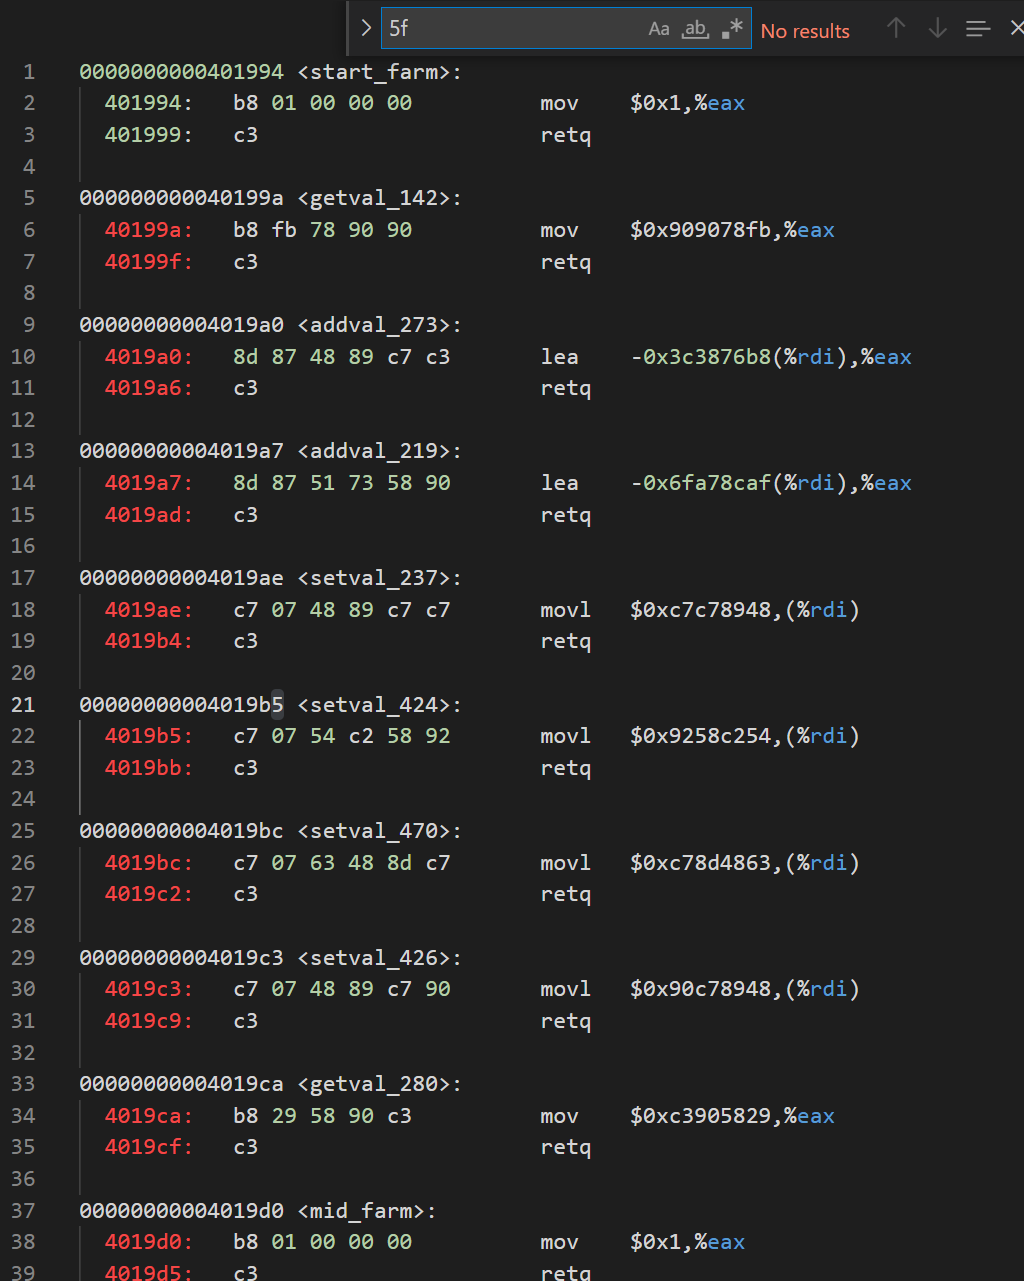 5f Aa ab .* No results
1 0000000000401994 <start_farm>:
2 401994: b8 01 00 00 00 mov $0x1,%eax
3 401999: c3 retq
4
5 000000000040199a <getval_142>:
6 40199a: b8 fb 78 90 90 mov $0x909078fb,%eax
7 40199f: c3 retq
8
9 00000000004019a0 <addval_273>:
10 4019a0: 8d 87 48 89 c7 c3 lea -0x3c3876b8(%rdi),%eax
11 4019a6: c3 retq
12
13 00000000004019a7 <addval_219>:
14 4019a7: 8d 87 51 73 58 90 lea -0x6fa78caf(%rdi),%eax
15 4019ad: c3 retq
16
17 00000000004019ae <setval_237>:
18 4019ae: c7 07 48 89 c7 c7 movl $0xc7c78948,(%rdi)
19 4019b4: c3 retq
20
21 00000000004019b5 <setval_424>:
22 4019b5: c7 07 54 c2 58 92 movl $0x9258c254,(%rdi)
23 4019bb: c3 retq
24
25 00000000004019bc <setval_470>:
26 4019bc: c7 07 63 48 8d c7 movl $0xc78d4863,(%rdi)
27 4019c2: c3 retq
28
29 00000000004019c3 <setval_426>:
30 4019c3: c7 07 48 89 c7 90 movl $0x90c78948,(%rdi)
31 4019c9: c3 retq
32
33 00000000004019ca <getval_280>:
34 4019ca: b8 29 58 90 c3 mov $0xc3905829,%eax
35 4019cf: c3 retq
36
37 00000000004019d0 <mid_farm>:
38 4019d0: b8 01 00 00 00 mov $0x1,%eax
39 4019d5: c3 retq